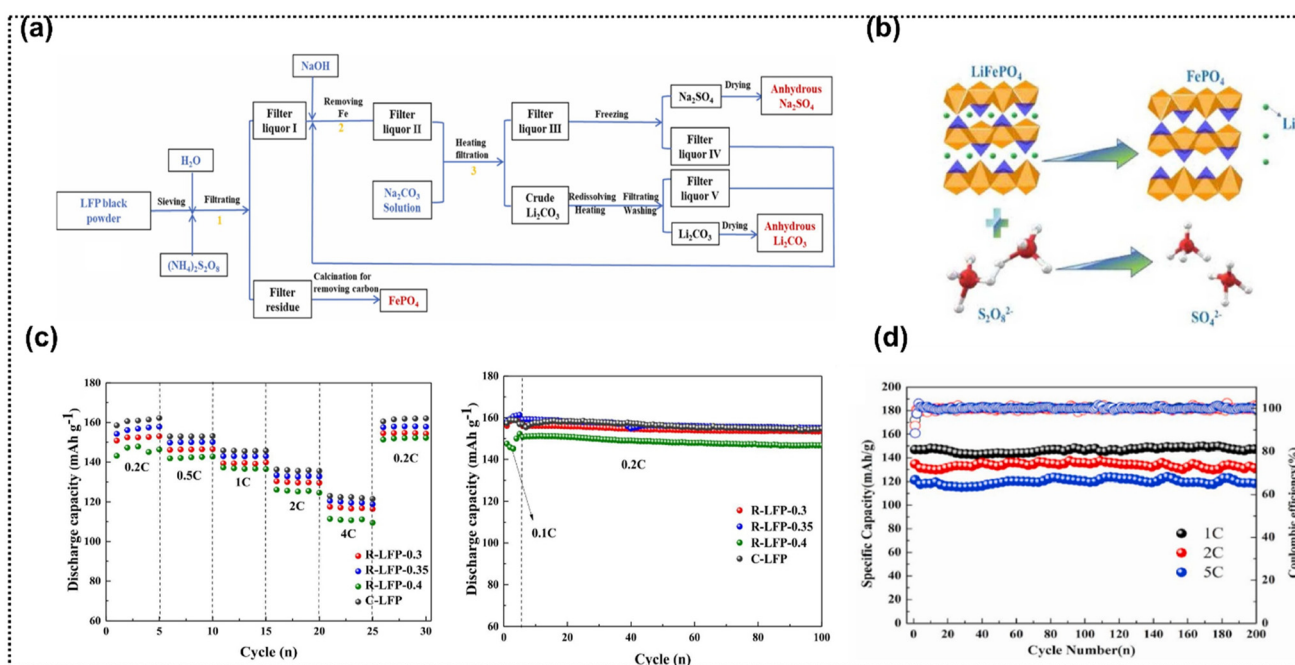 (a)
NaOH
Filter
liquor I
Removing
Fe
2
Filter
liquor II
H₂O
LFP black
powder
Sieving
Filtrating
1
(NH₄)₂S₂O₈
Na₂CO₃
Solution
Heating
filtration
3
Filter
liquor III
Freezing
Na₂SO₄
Drying
Anhydrous
Na₂SO₄
Filter
liquor IV
Crude
Li₂CO₃
Redissolving
Heating
Filtrating
Washing
Filter
liquor V
Li₂CO₃
Drying
Anhydrous
Li₂CO₃
Filter
residue
Calcination for
removing carbon
FePO₄
(b)
LiFePO₄
FePO₄
Li
S₂O₈²⁻
SO₄²⁻
(c)
Discharge capacity (mAh g⁻¹)
180
160
140
120
100
80
60
0.2C
0.5C
1C
2C
4C
0.2C
R-LFP-0.3
R-LFP-0.35
R-LFP-0.4
C-LFP
0 5 10 15 20 25 30
Cycle (n)
Discharge capacity (mAh g⁻¹)
180
160
140
120
100
80
60
0.2C
0.1C
R-LFP-0.3
R-LFP-0.35
R-LFP-0.4
C-LFP
0 20 40 60 80 100
Cycle (n)
(d)
Specific Capacity(mAh/g)
200
180
160
140
120
100
80
60
40
20
0
1C
2C
5C
100
80
60
40
20
0
Coulombic efficiency(%)
0 20 40 60 80 100 120 140 160 180 200
Cycle Number(n)